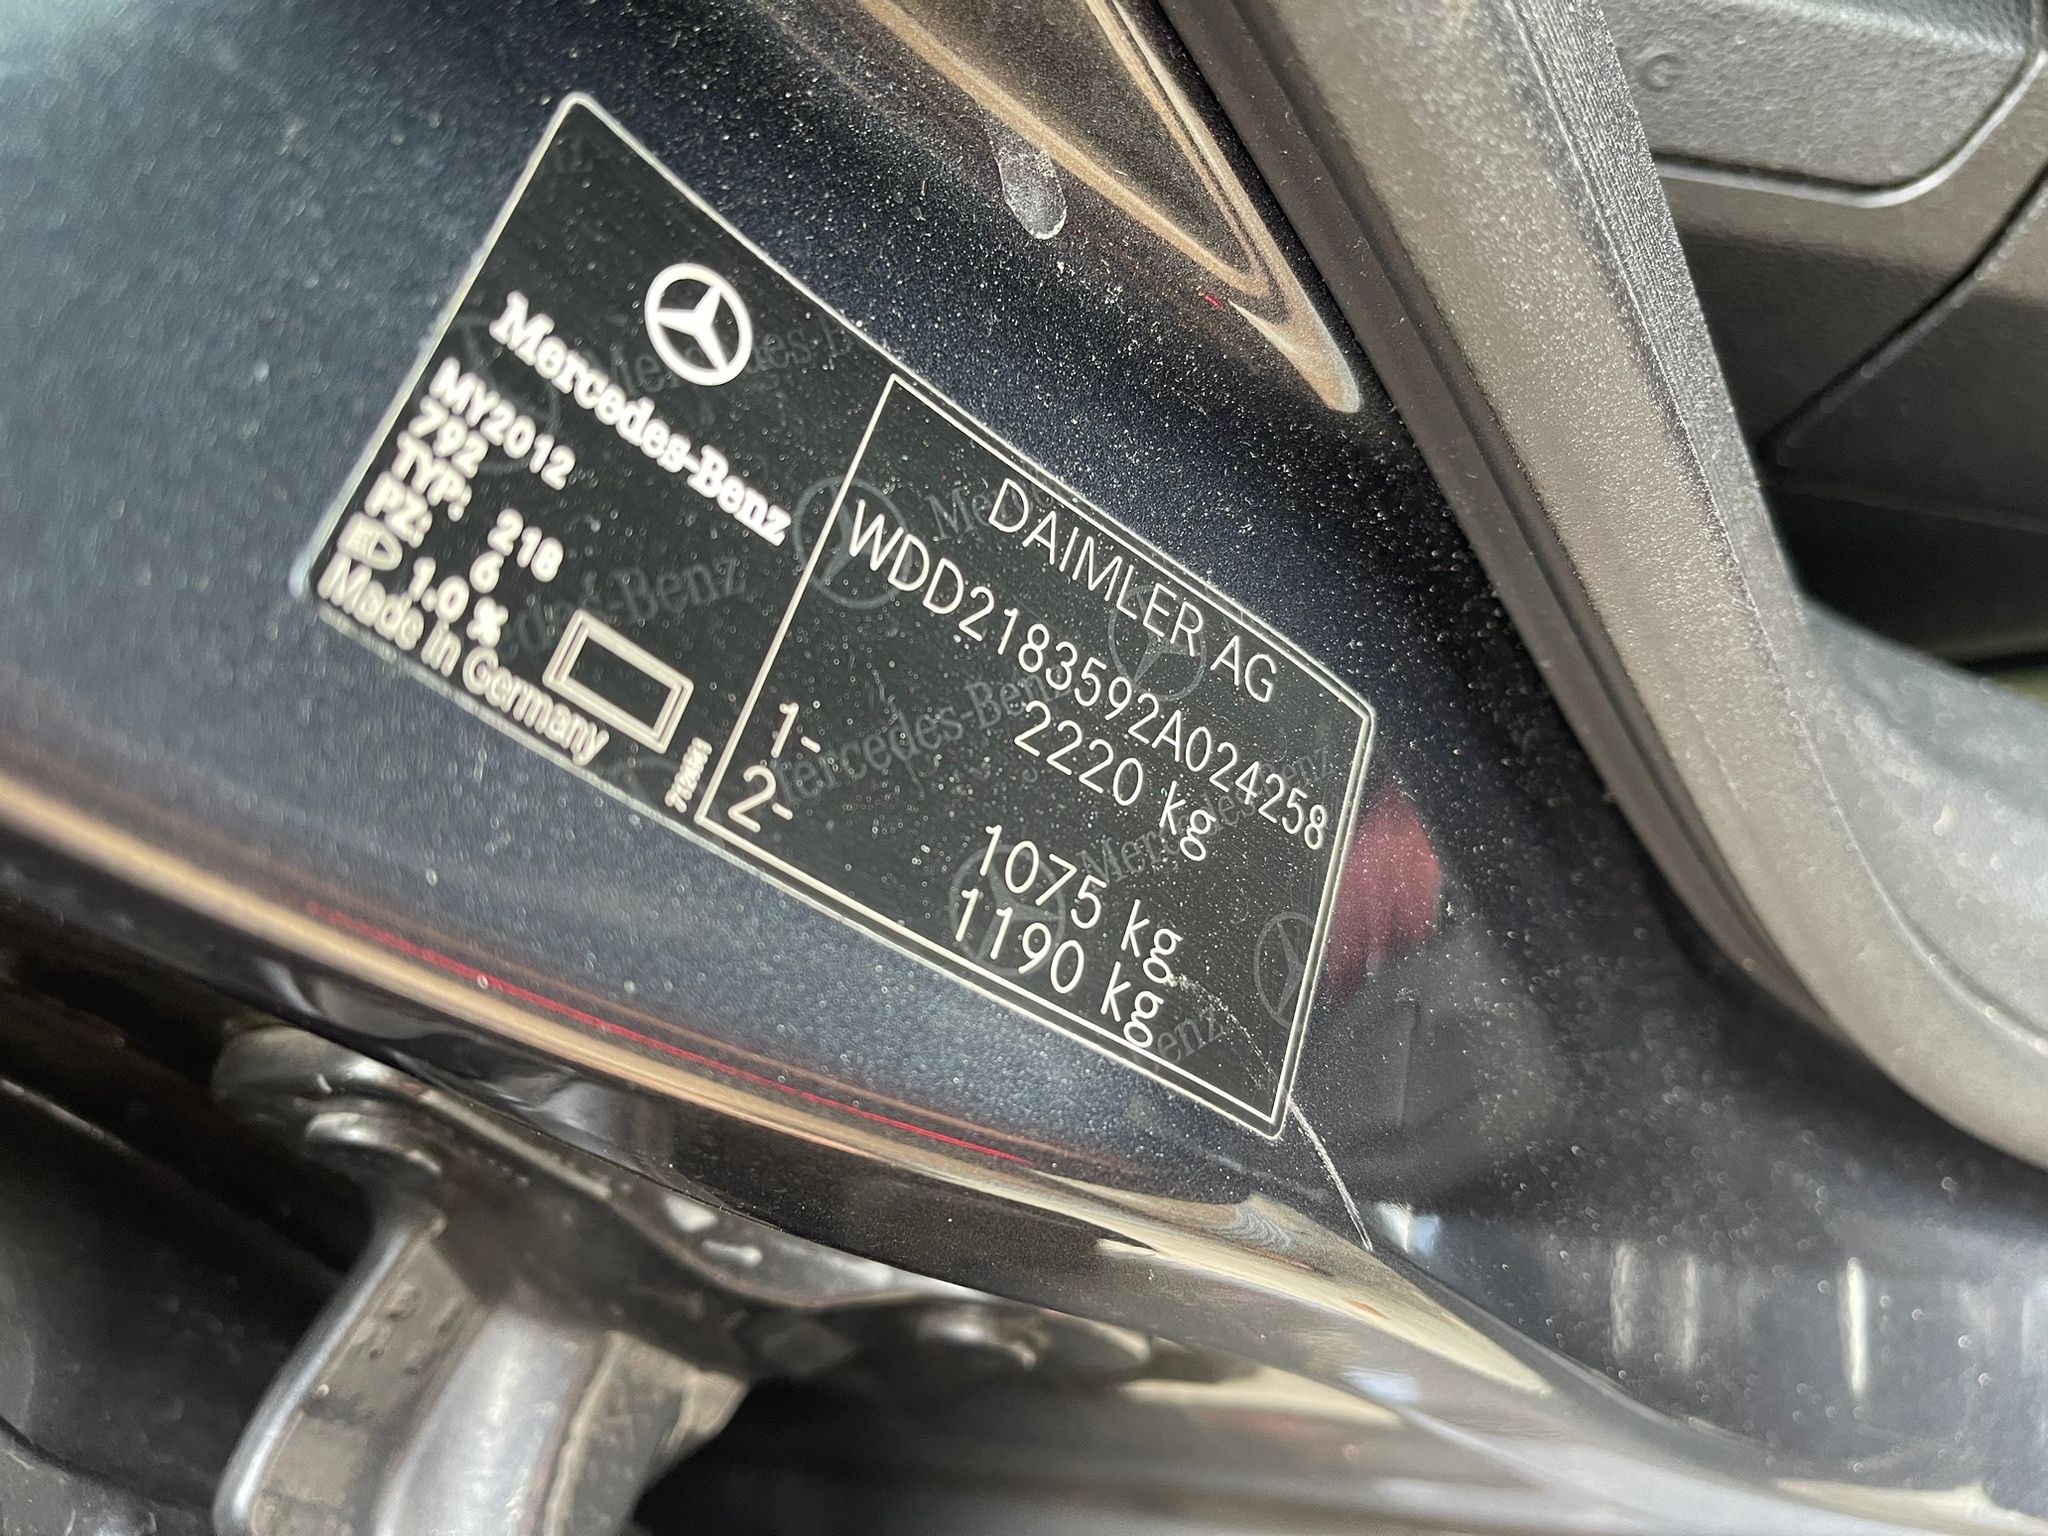 Mercedes-Benz
MY2012
792
TYP: 218
PZ: 6
1.0 %
Made in Germany
DAIMLER AG
WDD2183592A024258
2220 kg
1- 1075 kg
2- 1190 kg
G